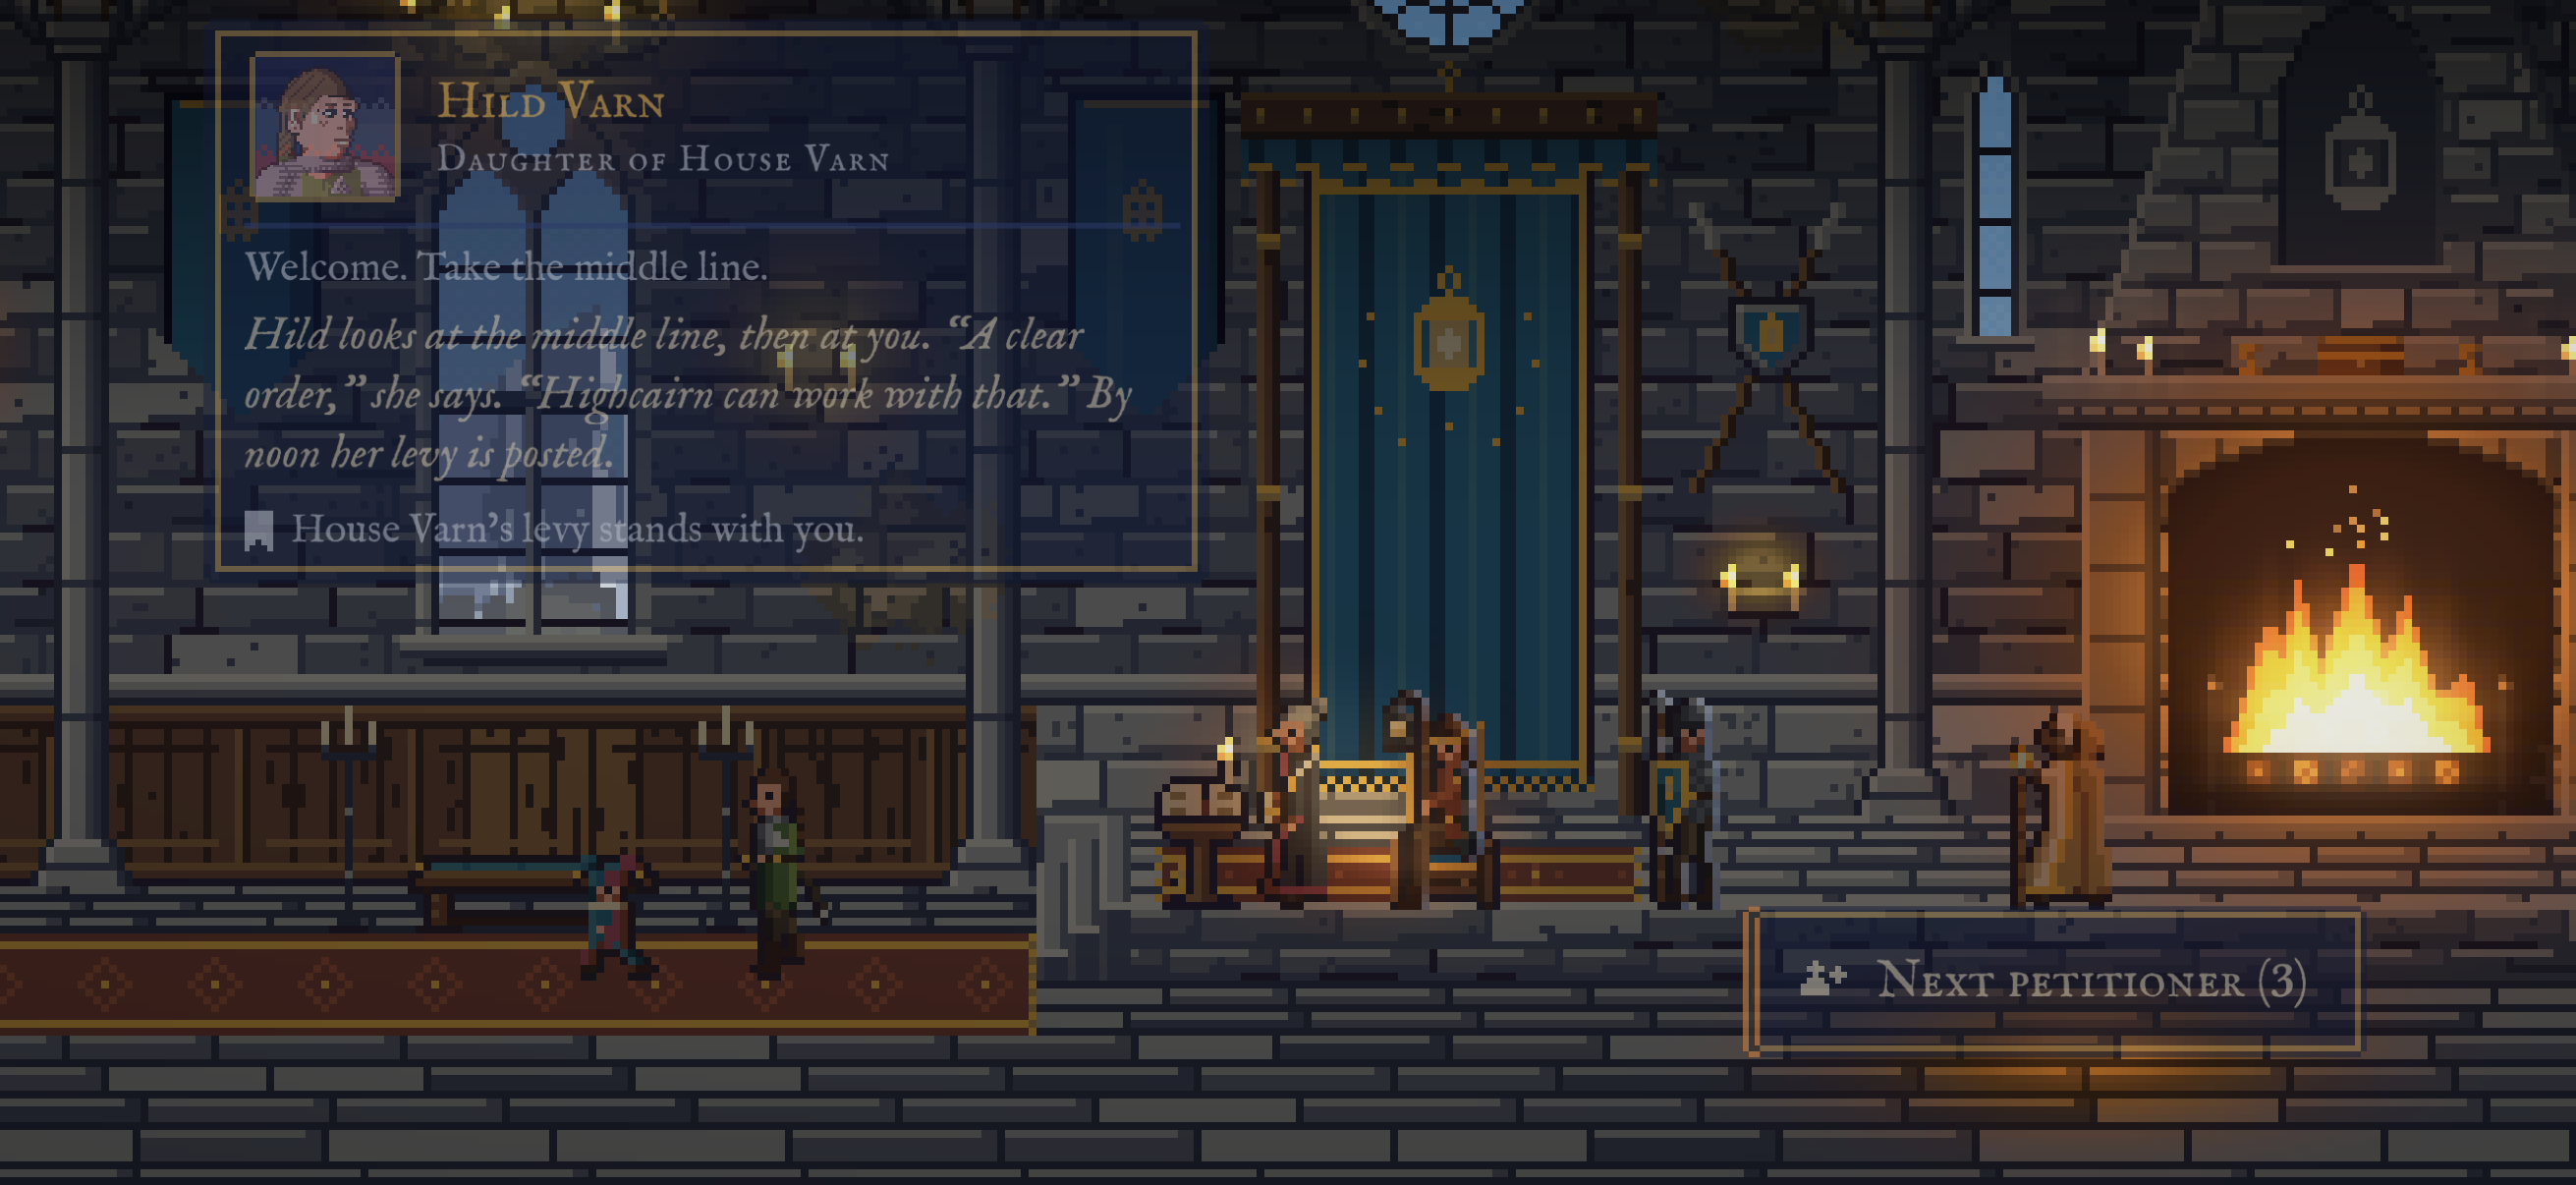 Hild Varn
Daughter of House Varn
Welcome. Take the middle line.
Hild looks at the middle line, then at you. “A clear
order,” she says. “Highcairn can work with that.” By
noon her levy is posted.
House Varn’s levy stands with you.
Next petitioner (3)